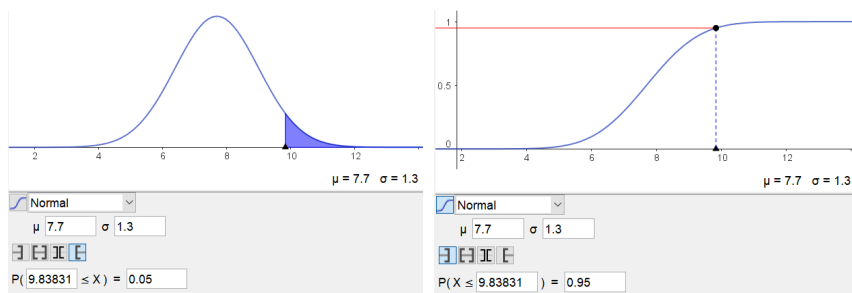 2 4 6 8 10 12
μ = 7.7 σ = 1.3
Normal
μ 7.7 σ 1.3
P( 9.83831 ≤ X ) = 0.05
1
0.5
0
2 4 6 8 10 12
μ = 7.7 σ = 1.3
Normal
μ 7.7 σ 1.3
P( X ≤ 9.83831 ) = 0.95